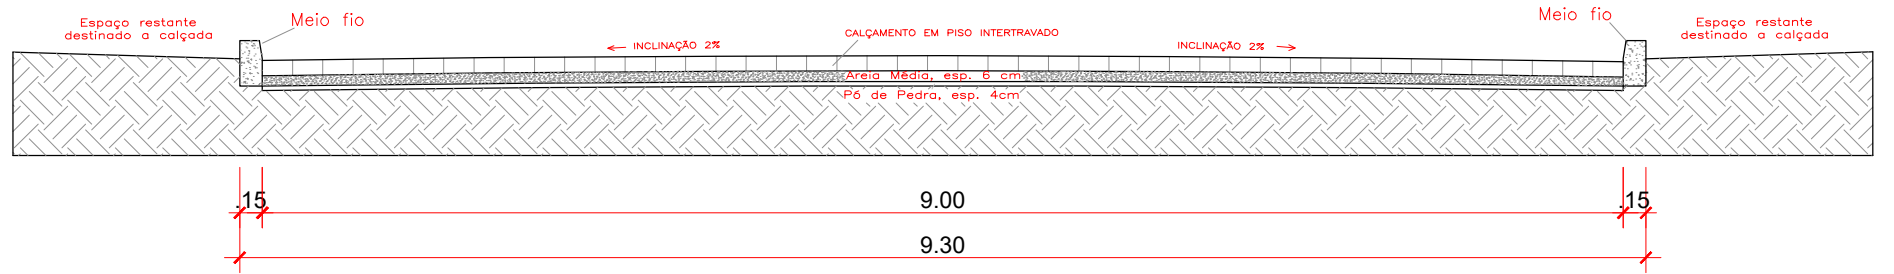 Espaço restante
destinado a calçada
Meio fio
INCLINAÇÃO 2%
CALÇAMENTO EM PISO INTERTRAVADO
INCLINAÇÃO 2%
Meio fio
Espaço restante
destinado a calçada
Areia Média, esp. 6 cm
Pó de Pedra, esp. 4cm
.15
9.00
.15
9.30